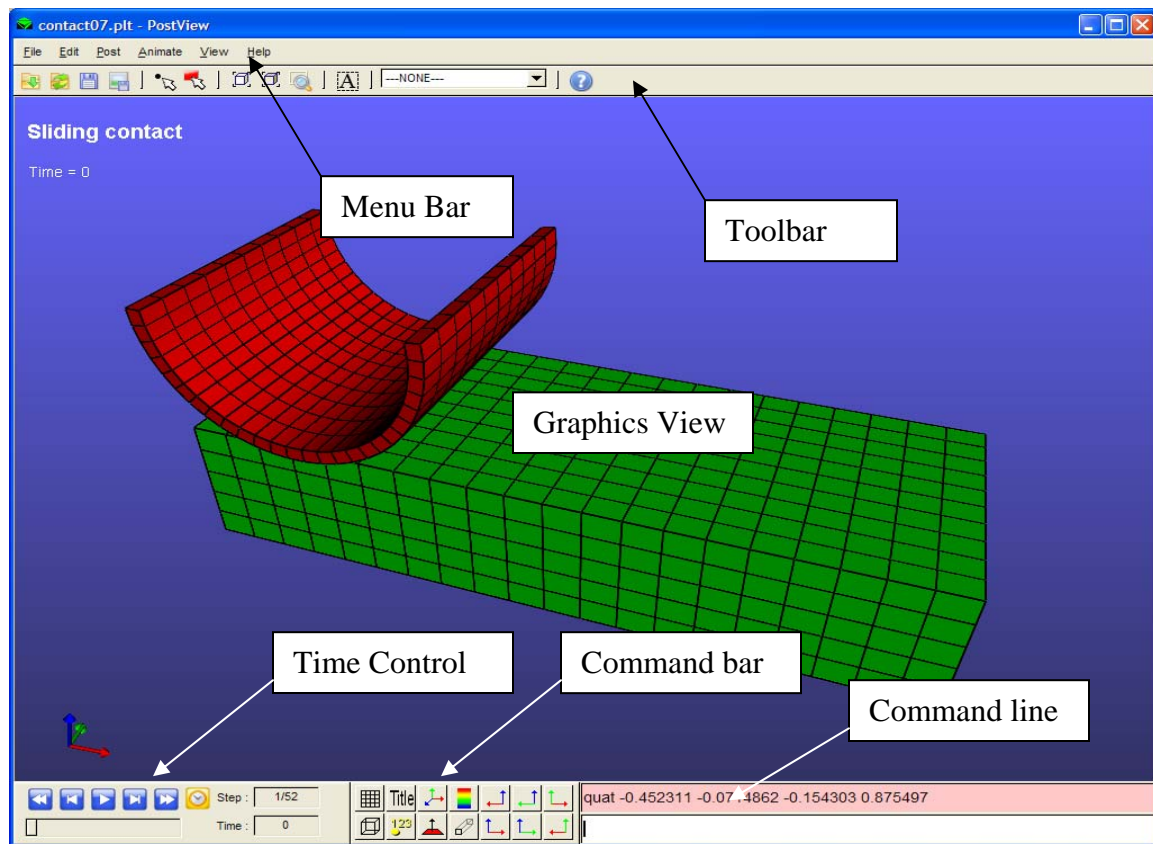 contact07.plt - PostView
File Edit Post Animate View Help
A ---NONE--- ?
Sliding contact
Time = 0
Menu Bar
Toolbar
Graphics View
Time Control
Command bar
Command line
Step : 1/52
Title
quat -0.452311 -0.0714862 -0.154303 0.875497
Time : 0
123